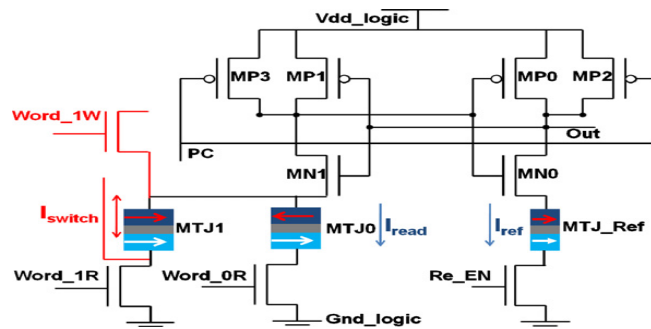 Vdd_logic
MP3 MP1 MP0 MP2
Word_1W
Out
PC
MN1 MN0
Iswitch MTJ1 MTJ0 Iread Iref MTJ_Ref
Word_1R Word_0R Re_EN
Gnd_logic